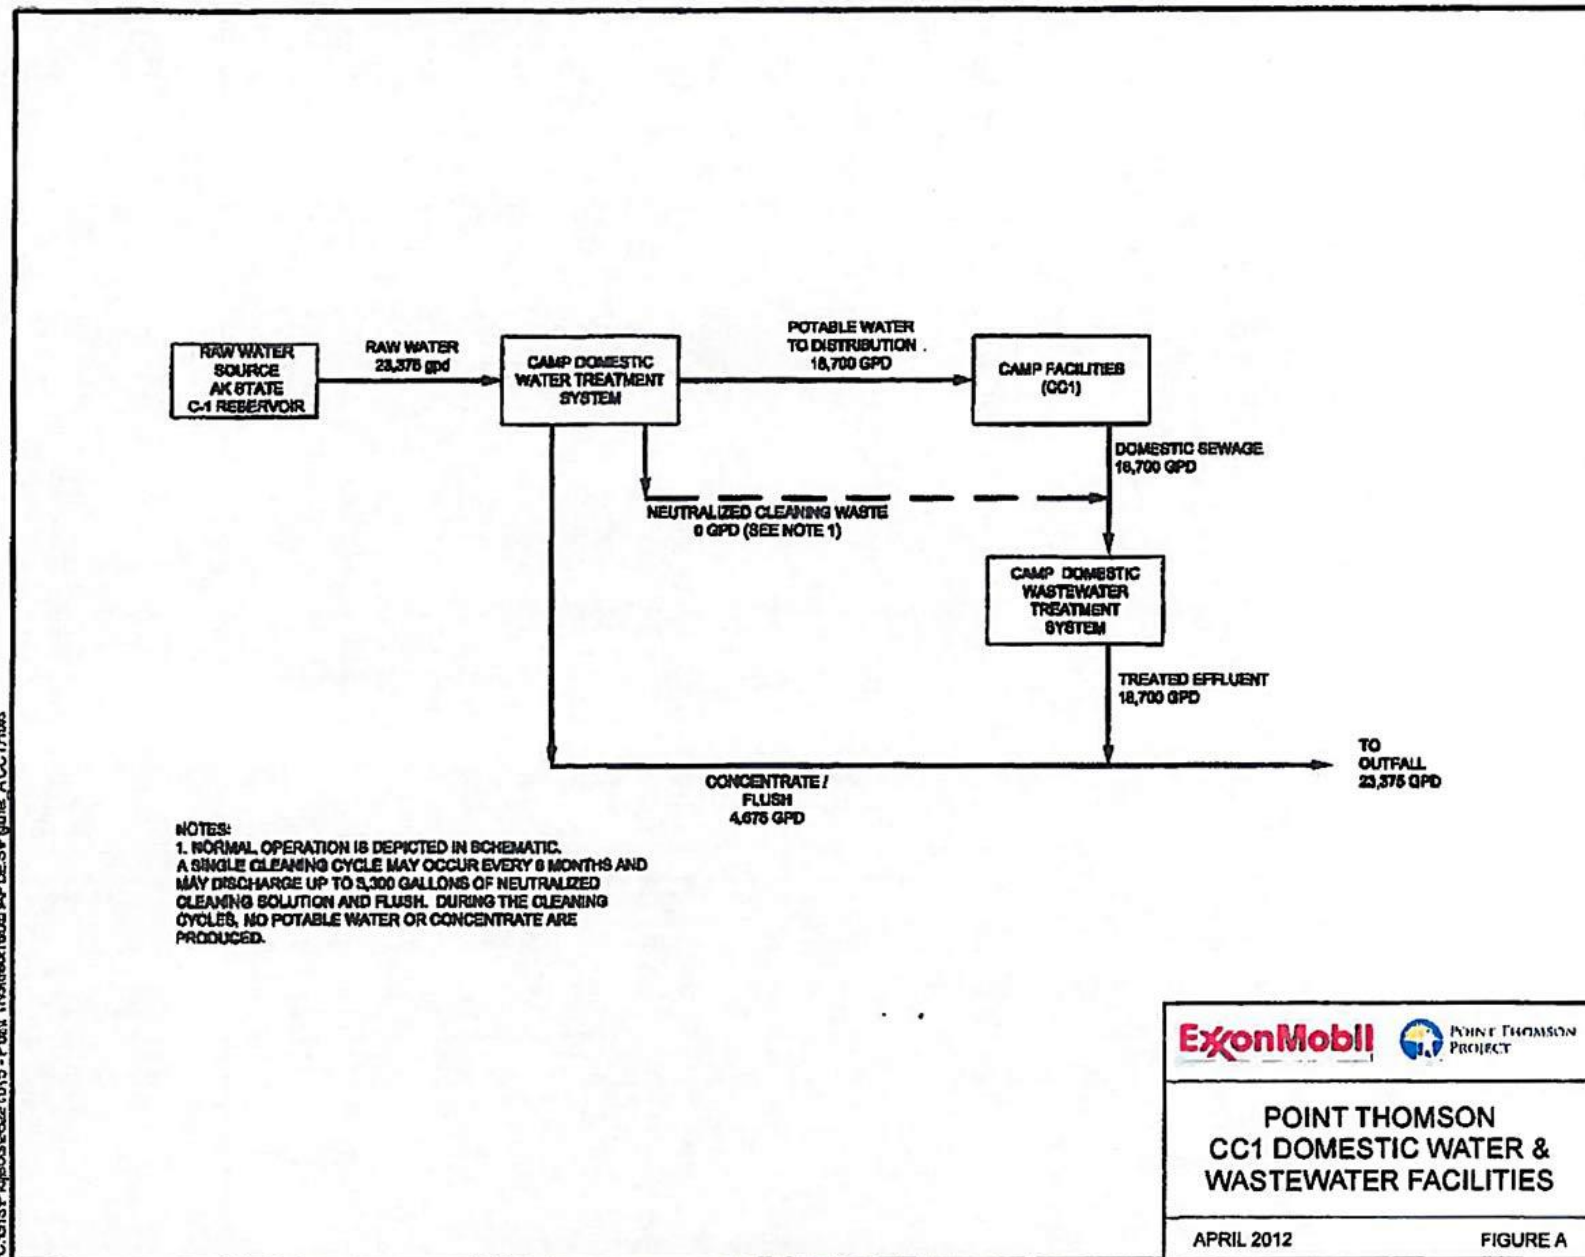 RAW WATER
SOURCE
AK STATE
C-1 RESERVOIR
RAW WATER
23,375 gpd
CAMP DOMESTIC
WATER TREATMENT
SYSTEM
POTABLE WATER
TO DISTRIBUTION
18,700 GPD
CAMP FACILITIES
(CC1)
DOMESTIC SEWAGE
18,700 GPD
NEUTRALIZED CLEANING WASTE
0 GPD (SEE NOTE 1)
CAMP DOMESTIC
WASTEWATER
TREATMENT
SYSTEM
TREATED EFFLUENT
18,700 GPD
CONCENTRATE /
FLUSH
4,675 GPD
TO
OUTFALL
23,375 GPD
NOTES:
1. NORMAL OPERATION IS DEPICTED IN SCHEMATIC.
A SINGLE CLEANING CYCLE MAY OCCUR EVERY MONTHS AND
MAY DISCHARGE UP TO GALLONS OF NEUTRALIZED
CLEANING SOLUTION AND FLUSH. DURING THE CLEANING
CYCLES, NO POTABLE WATER OR CONCENTRATE ARE
PRODUCED.
ExxonMobil
POINT THOMSON
PROJECT
POINT THOMSON
CC1 DOMESTIC WATER &
WASTEWATER FACILITIES
APRIL 2012
FIGURE A